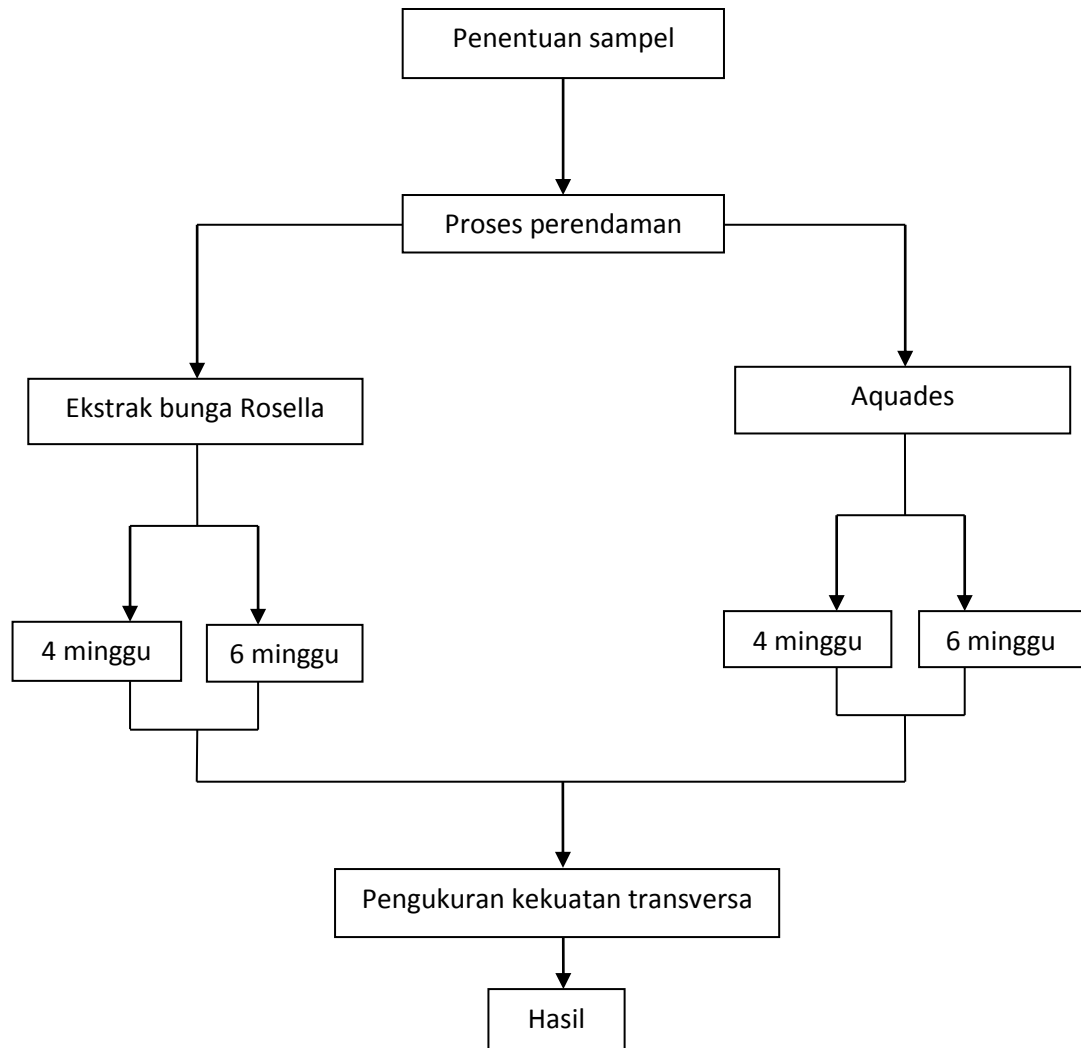 Penentuan sampel
Proses perendaman
Ekstrak bunga Rosella
Aquades
4 minggu
6 minggu
4 minggu
6 minggu
Pengukuran kekuatan transversa
Hasil